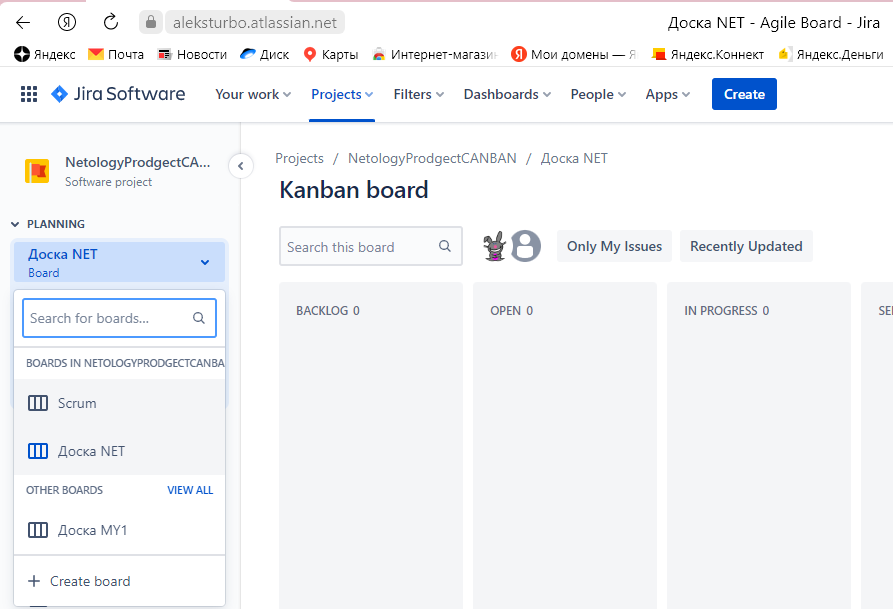 Я
aleksturbo.atlassian.net
Доска NET - Agile Board - Jira
Яндекс
Почта
Новости
Диск
Карты
Интернет-магазин
Я
Мои домены — Я
Яндекс.Коннект
Яндекс.Деньги
Jira Software
Your work
Projects
Filters
Dashboards
People
Apps
Create
NetologyProdgectCA...
Software project
PLANNING
Доска NET
Board
Search for boards...
BOARDS IN NETOLOGYPRODGECTCANBA
Scrum
Доска NET
OTHER BOARDS
VIEW ALL
Доска MY1
Create board
Projects / NetologyProdgectCANBAN / Доска NET
Kanban board
Search this board
Only My Issues
Recently Updated
BACKLOG 0
OPEN 0
IN PROGRESS 0
SE